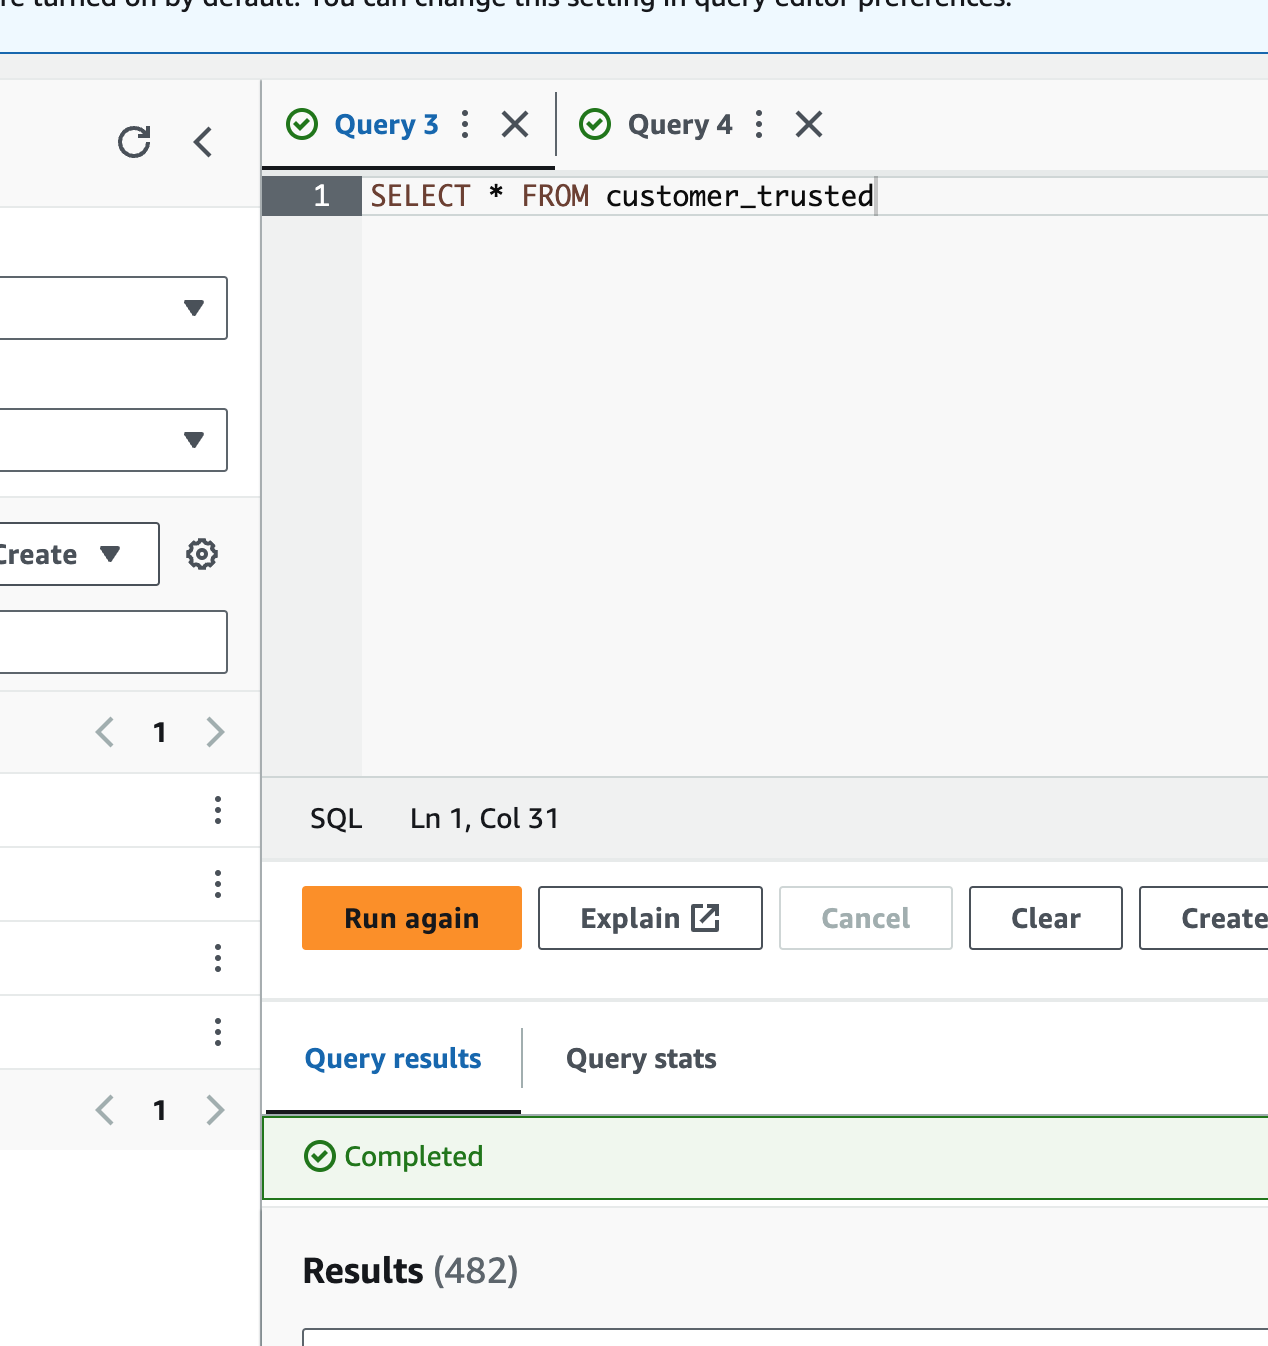 re turned on by default. You can change this setting in query editor preferences.
Query 3
Query 4
1 SELECT * FROM customer_trusted
Create
1
1
SQL Ln 1, Col 31
Run again Explain Cancel Clear Create
Query results Query stats
Completed
Results (482)